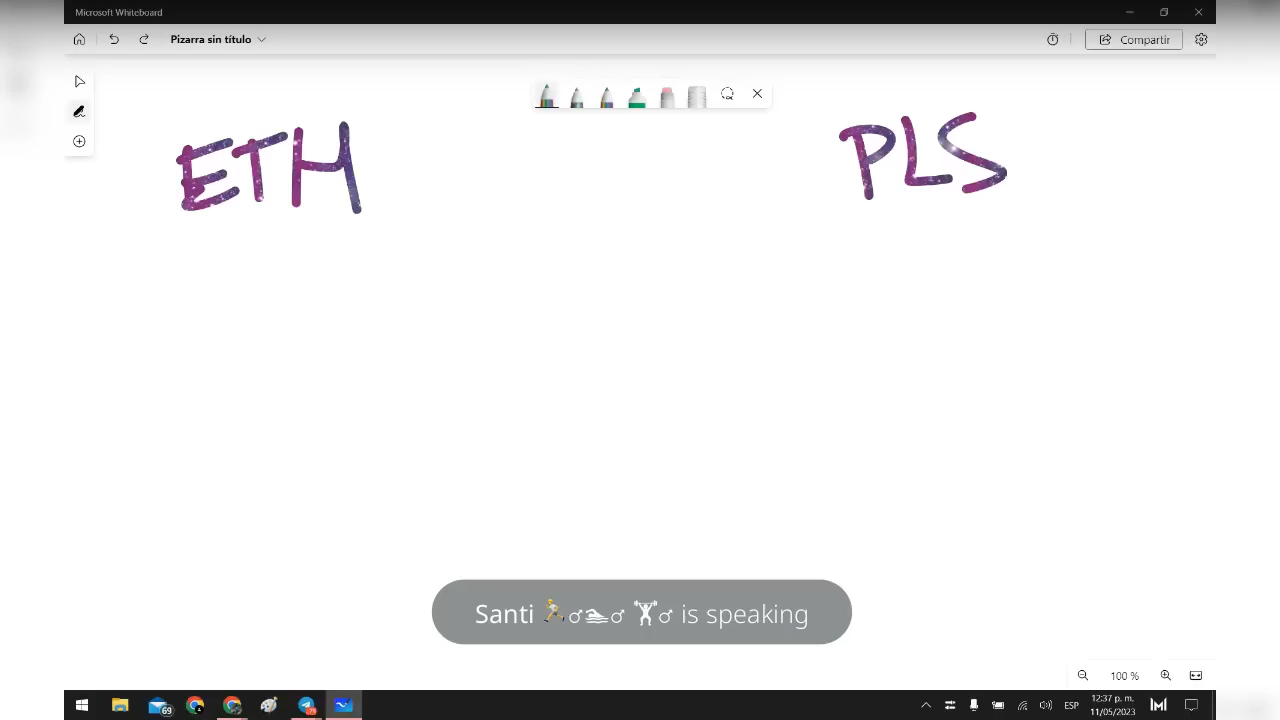 Microsoft Whiteboard
Pizarra sin título
Compartir
ETH
PLS
Santi 🏃♂🏊♂ 🏋♂ is speaking
100 %
69
ESP
12:37 p. m.
11/05/2023